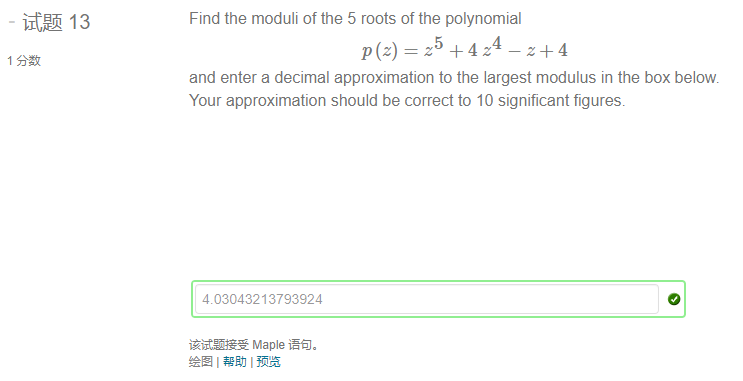 - 试题 13
1 分数
Find the moduli of the 5 roots of the polynomial
p (z) = z^5 + 4 z^4 − z + 4
and enter a decimal approximation to the largest modulus in the box below.
Your approximation should be correct to 10 significant figures.
4.03043213793924
该试题接受 Maple 语句。
绘图 | 帮助 | 预览